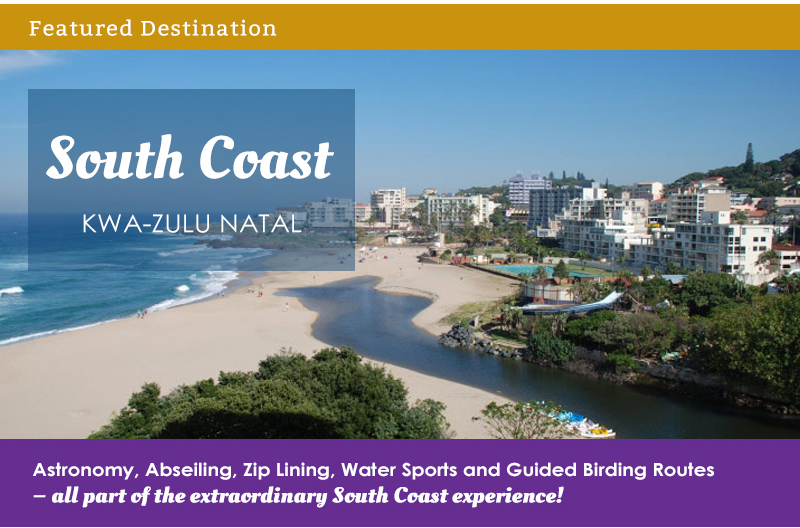 Featured Destination
South Coast
KWA-ZULU NATAL
Astronomy, Abseiling, Zip Lining, Water Sports and Guided Birding Routes
– all part of the extraordinary South Coast experience!